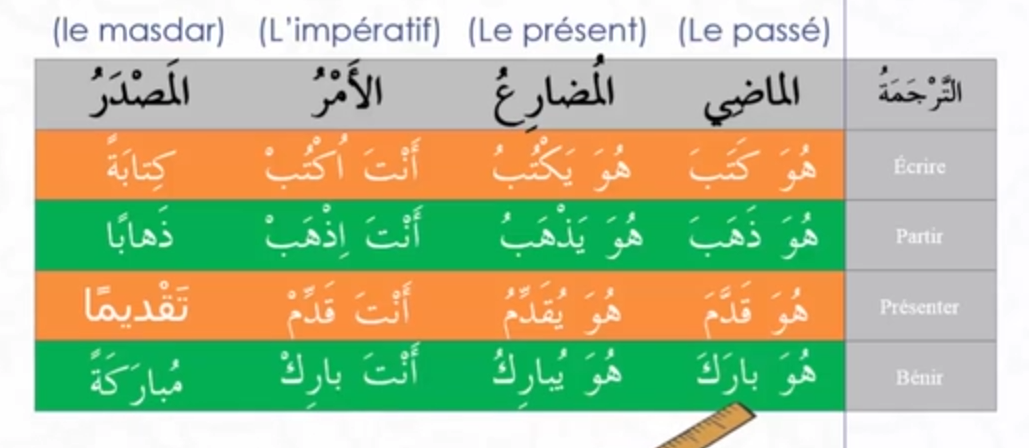 (le masdar) (L'impératif) (Le présent) (Le passé)
التَّرْجَمَةُ الماضِي المُضارِعُ الأَمْرُ المَصْدَرُ
Écrire هُوَ كَتَبَ هُوَ يَكْتُبُ أَنْتَ اُكْتُبْ كِتابَةً
Partir هُوَ ذَهَبَ هُوَ يَذْهَبُ أَنْتَ اِذْهَبْ ذَهابًا
Présenter هُوَ قَدَّمَ هُوَ يُقَدِّمُ أَنْتَ قَدِّمْ تَقْديمًا
Bénir هُوَ بارَكَ هُوَ يُبارِكُ أَنْتَ بارِكْ مُبارَكَةً